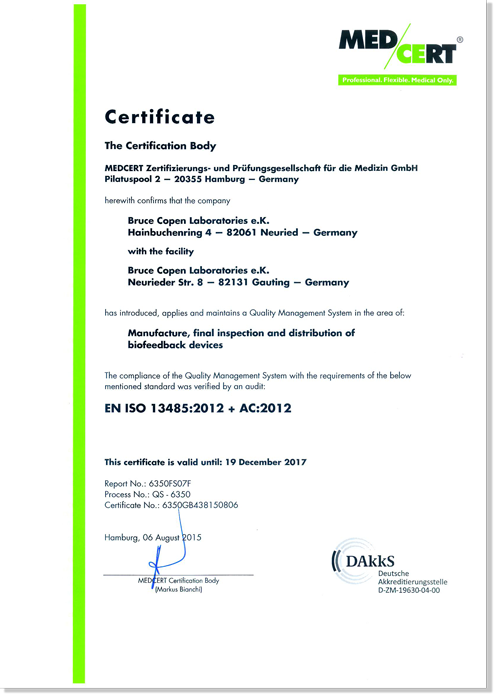 MED CERT®
Professional. Flexible. Medical Only.
Certificate
The Certification Body
MEDCERT Zertifizierungs- und Prüfungsgesellschaft für die Medizin GmbH
Pilatuspool 2 – 20355 Hamburg – Germany
herewith confirms that the company
Bruce Copen Laboratories e.K.
Hainbuchenring 4 – 82061 Neuried – Germany
with the facility
Bruce Copen Laboratories e.K.
Neurieder Str. 8 – 82131 Gauting – Germany
has introduced, applies and maintains a Quality Management System in the area of:
Manufacture, final inspection and distribution of
biofeedback devices
The compliance of the Quality Management System with the requirements of the below
mentioned standard was verified by an audit:
EN ISO 13485:2012 + AC:2012
This certificate is valid until: 19 December 2017
Report No.: 6350FS07F
Process No.: QS - 6350
Certificate No.: 6350GB438150806
Hamburg, 06 August 2015
MEDCERT Certification Body
(Markus Bianchi)
DAkkS
Deutsche
Akkreditierungsstelle
D-ZM-19630-04-00